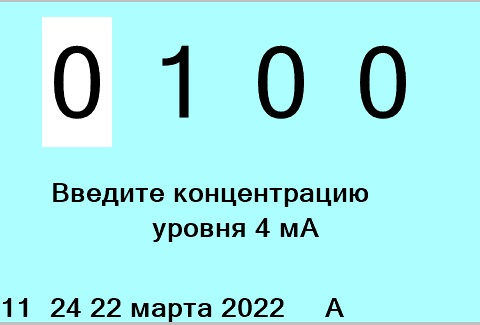 0 1 0 0
Введите концентрацию
уровня 4 мА
11 24 22 марта 2022 А